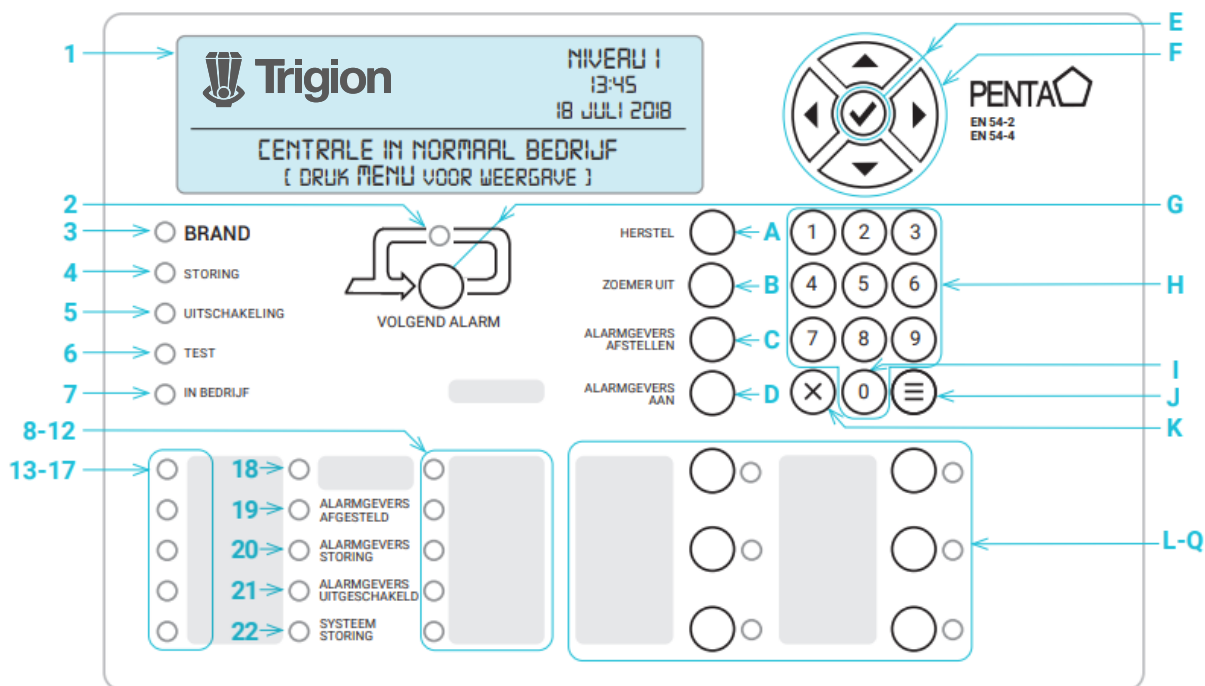 E
F
1
Trigion
NIVEAU 1
13:45
18 JULI 2018
CENTRALE IN NORMAAL BEDRIJF
( DRUK MENU VOOR WEERGAVE )
PENTA
EN 54-2
EN 54-4
2
G
3
BRAND
4
STORING
5
UITSCHAKELING
6
TEST
7
IN BEDRIJF
VOLGEND ALARM
HERSTEL
A
ZOEMER UIT
B
ALARMGEVERS
AFSTELLEN
C
ALARMGEVERS
AAN
D
1 2 3
4 5 6
7 8 9
0
H
I
J
K
8-12
13-17
18
19
ALARMGEVERS
AFGESTELD
20
ALARMGEVERS
STORING
21
ALARMGEVERS
UITGESCHAKELD
22
SYSTEEM
STORING
L-Q